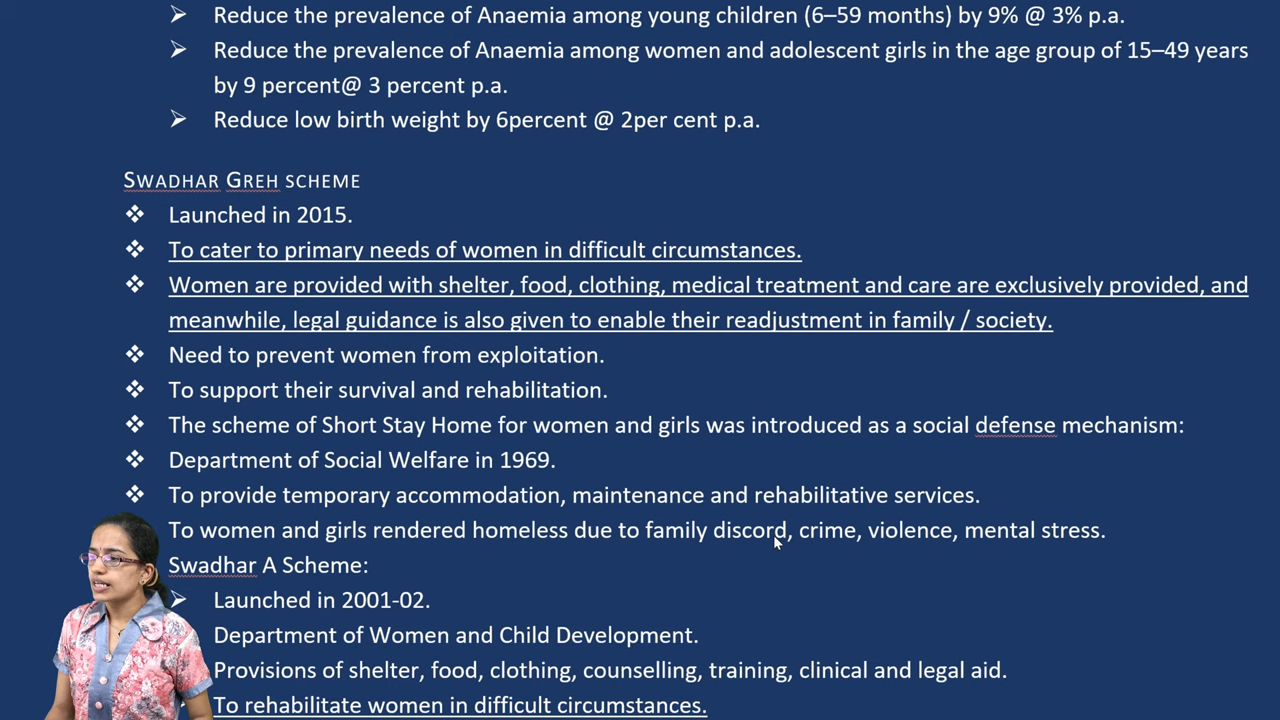 Reduce the prevalence of Anaemia among young children (6–59 months) by 9% @ 3% p.a.
Reduce the prevalence of Anaemia among women and adolescent girls in the age group of 15–49 years
by 9 percent@ 3 percent p.a.
Reduce low birth weight by 6percent @ 2per cent p.a.
SWADHAR GREH SCHEME
Launched in 2015.
To cater to primary needs of women in difficult circumstances.
Women are provided with shelter, food, clothing, medical treatment and care are exclusively provided, and
meanwhile, legal guidance is also given to enable their readjustment in family / society.
Need to prevent women from exploitation.
To support their survival and rehabilitation.
The scheme of Short Stay Home for women and girls was introduced as a social defense mechanism:
Department of Social Welfare in 1969.
To provide temporary accommodation, maintenance and rehabilitative services.
To women and girls rendered homeless due to family discord, crime, violence, mental stress.
Swadhar A Scheme:
Launched in 2001-02.
Department of Women and Child Development.
Provisions of shelter, food, clothing, counselling, training, clinical and legal aid.
To rehabilitate women in difficult circumstances.